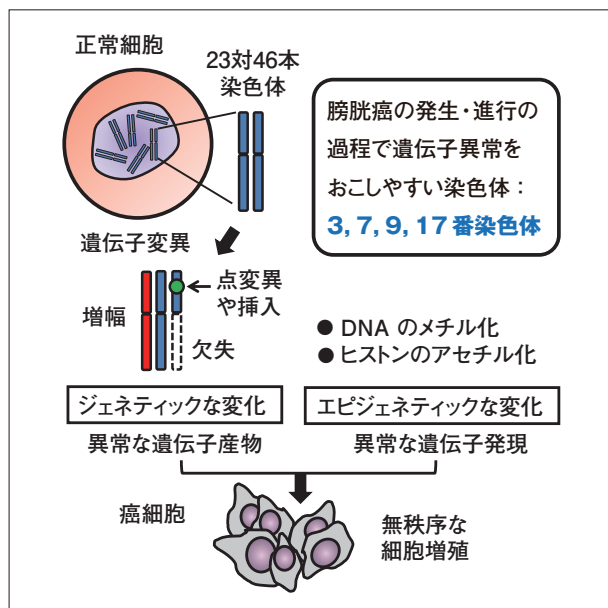 正常細胞
23対46本
染色体
膀胱癌の発生・進行の
過程で遺伝子異常を
おこしやすい染色体：
3, 7, 9, 17 番染色体
遺伝子変異
点変異
や挿入
増幅
欠失
● DNA のメチル化
● ヒストンのアセチル化
ジェネティックな変化
エピジェネティックな変化
異常な遺伝子産物
異常な遺伝子発現
癌細胞
無秩序な
細胞増殖